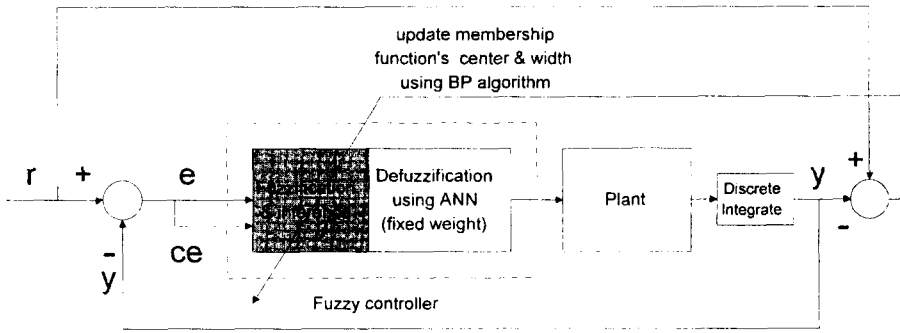 update membership
function's center & width
using BP algorithm
r
+
e
ce
-
y
Fuzzification
Defuzzification
using ANN
(fixed weight)
Plant
Discrete
Integrate
y
+
-
Fuzzy controller